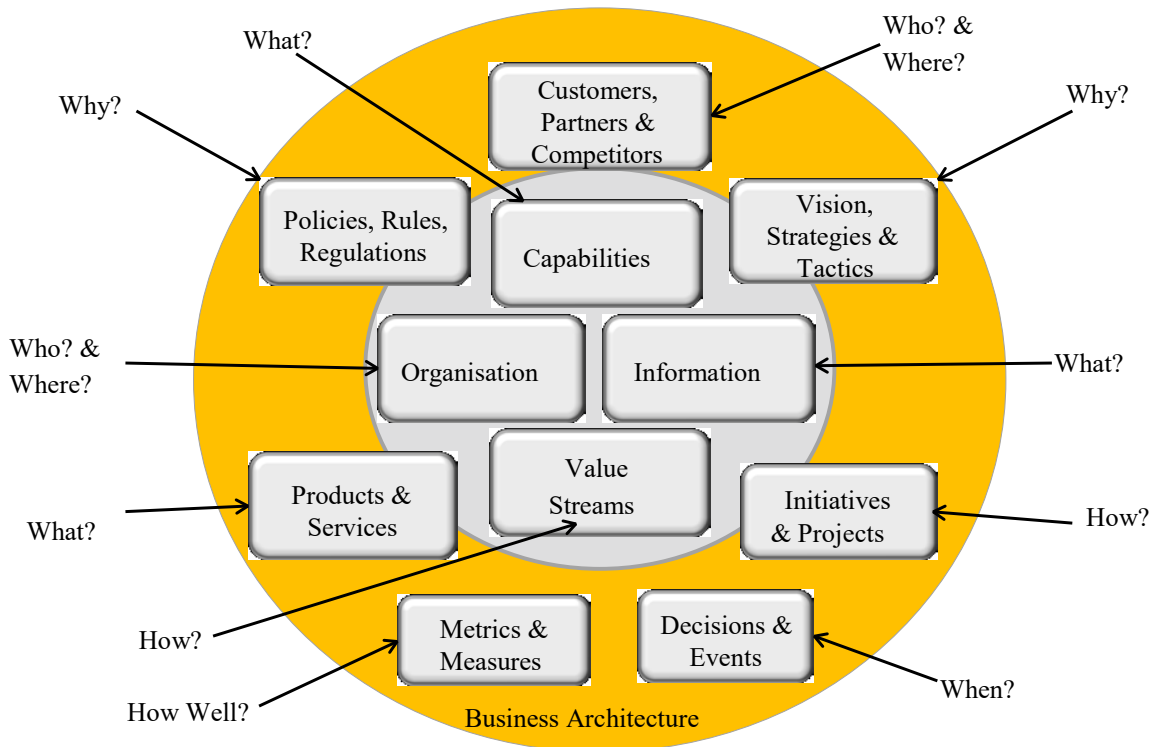 What?
Who? &
Where?
Why?
Why?
Customers,
Partners &
Competitors
Policies, Rules,
Regulations
Capabilities
Vision,
Strategies &
Tactics
Who? &
Where?
Organisation
Information
What?
Value
Streams
Products &
Services
Initiatives
& Projects
What?
How?
How?
Metrics &
Measures
Decisions &
Events
When?
How Well?
Business Architecture